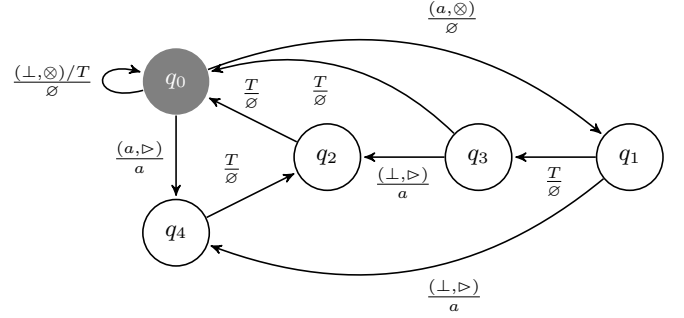 (a,⊗)
∅
(⊥,⊗)/T
∅
q₀
T
∅
T
∅
(a,▷)
a
T
∅
q₂
q₃
q₁
(⊥,▷)
a
T
∅
q₄
(⊥,▷)
a